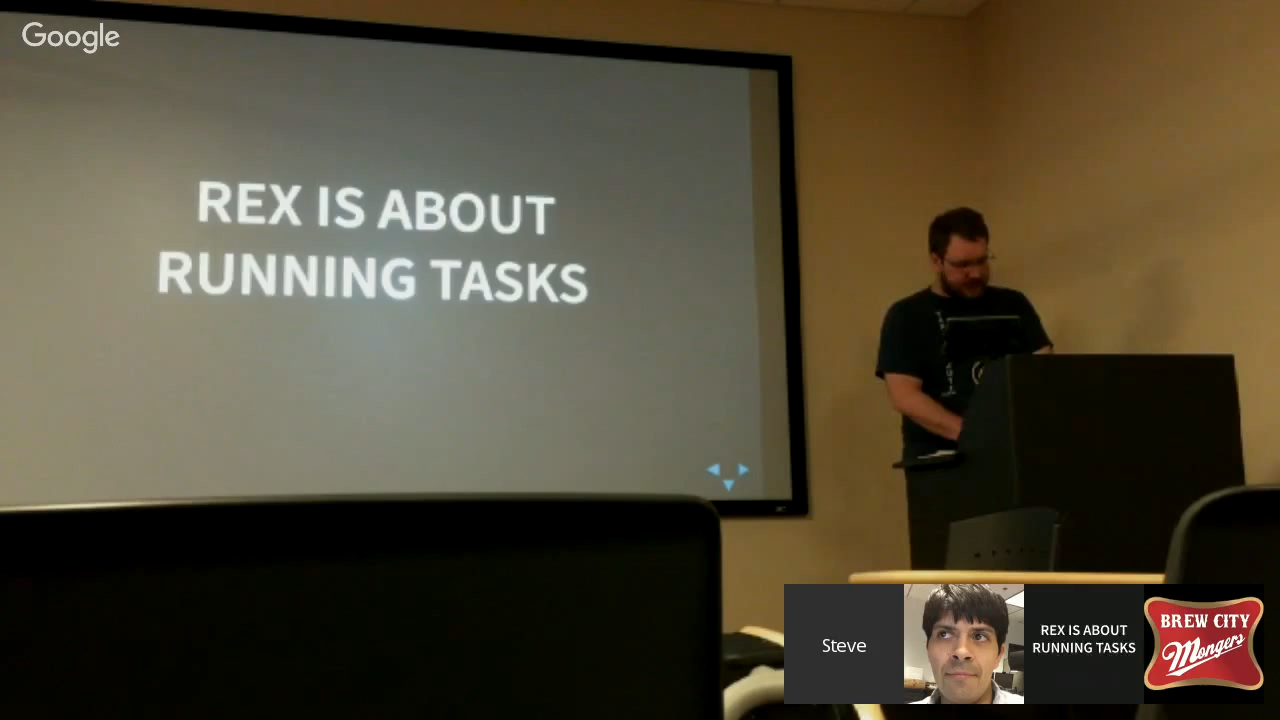 Google
REX IS ABOUT
RUNNING TASKS
Steve
REX IS ABOUT
RUNNING TASKS
BREW CITY
Mongers